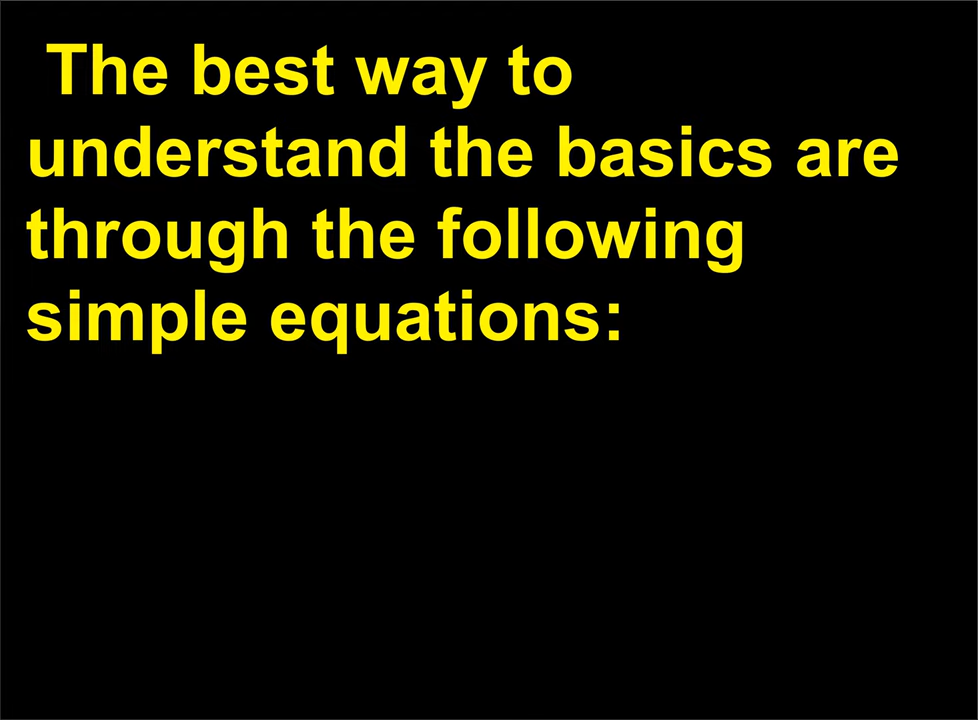 The best way to
understand the basics are
through the following
simple equations: